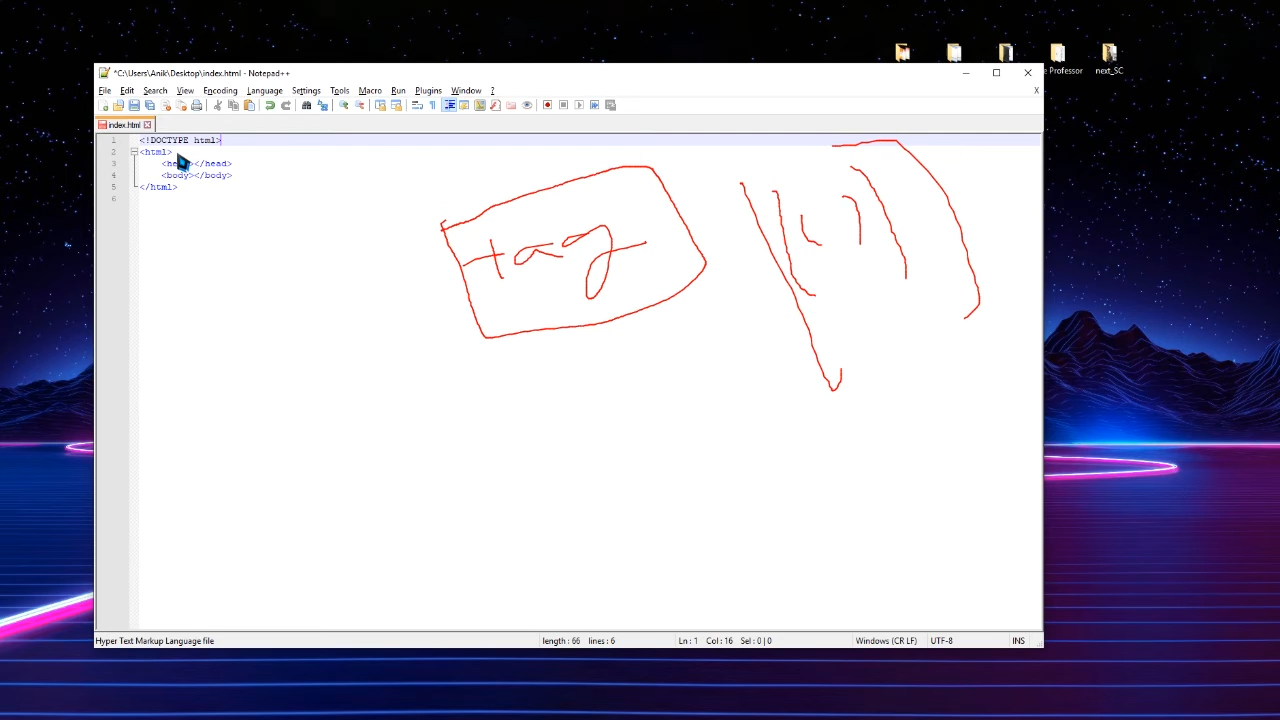 *C:\Users\Anik\Desktop\index.html - Notepad++
File Edit Search View Encoding Language Settings Tools Macro Run Plugins Window ? X
index.html
1 <!DOCTYPE html>
2 <html>
3 </head>
4 <body></body>
5 </html>
6
tag
Professor
next_SC
Hyper Text Markup Language file length : 66 lines : 6 Ln : 1 Col : 16 Sel : 0 | 0 Windows (CR LF) UTF-8 INS